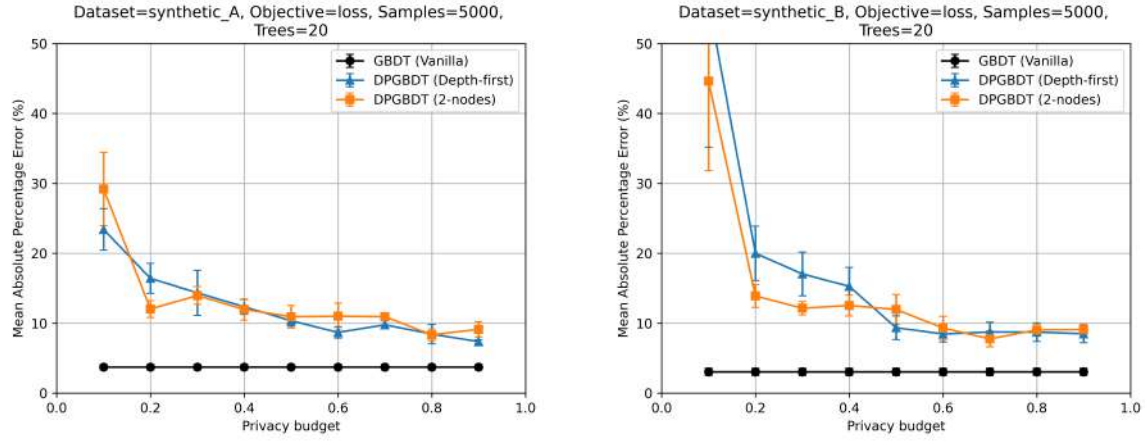 Dataset=synthetic_A, Objective=loss, Samples=5000,
Trees=20
Mean Absolute Percentage Error (%)
50
40
30
20
10
0
GBDT (Vanilla)
DPGBDT (Depth-first)
DPGBDT (2-nodes)
0.0 0.2 0.4 0.6 0.8 1.0
Privacy budget
Dataset=synthetic_B, Objective=loss, Samples=5000,
Trees=20
Mean Absolute Percentage Error (%)
50
40
30
20
10
0
GBDT (Vanilla)
DPGBDT (Depth-first)
DPGBDT (2-nodes)
0.0 0.2 0.4 0.6 0.8 1.0
Privacy budget